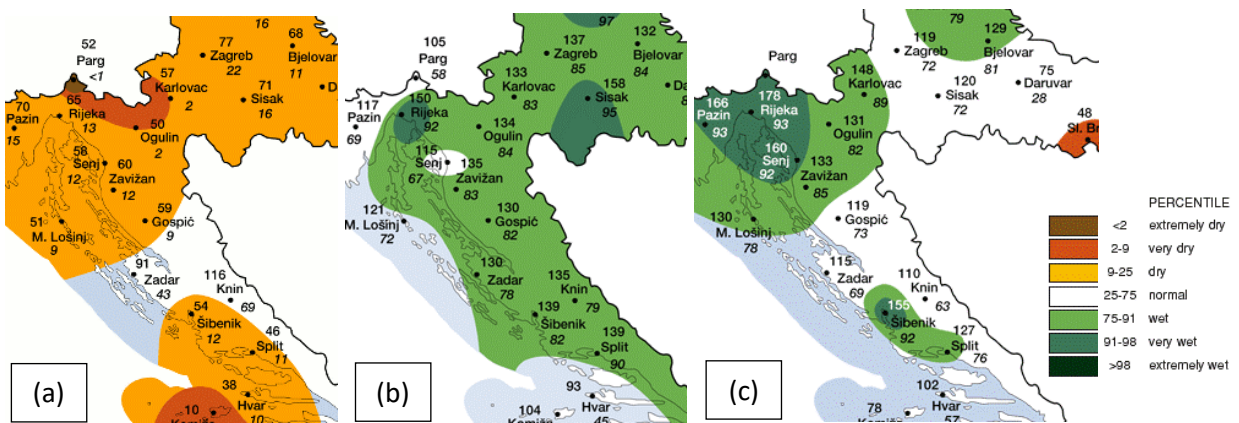 52
Parg
<1
16
77
Zagreb
22
68
Bjelovar
11
57
Karlovac
2
71
Sisak
16
D
70
Pazin
15
65
Rijeka
13
50
Ogulin
2
58
Senj
12
60
Zavižan
12
51
M. Lošinj
9
59
Gospić
9
91
Zadar
43
116
Knin
69
54
Šibenik
12
46
Split
11
38
Hvar
10
10
(a)
97
105
Parg
58
137
Zagreb
85
132
Bjelovar
84
133
Karlovac
83
158
Sisak
95
Daru
8
117
Pazin
69
150
Rijeka
92
134
Ogulin
84
115
Senj
67
135
Zavižan
83
121
M. Lošinj
72
130
Gospić
82
130
Zadar
78
135
Knin
79
139
Šibenik
82
139
Split
90
93
Hvar
45
104
(b)
79
Parg
119
Zagreb
72
129
Bjelovar
81
148
Karlovac
89
120
Sisak
72
75
Daruvar
28
48
Sl. Br
166
Pazin
93
178
Rijeka
93
131
Ogulin
82
160
Senj
92
133
Zavižan
85
130
M. Lošinj
78
119
Gospić
73
115
Zadar
69
110
Knin
63
155
Šibenik
92
127
Split
76
102
Hvar
57
78
(c)
PERCENTILE
<2 extremely dry
2-9 very dry
9-25 dry
25-75 normal
75-91 wet
91-98 very wet
>98 extremely wet